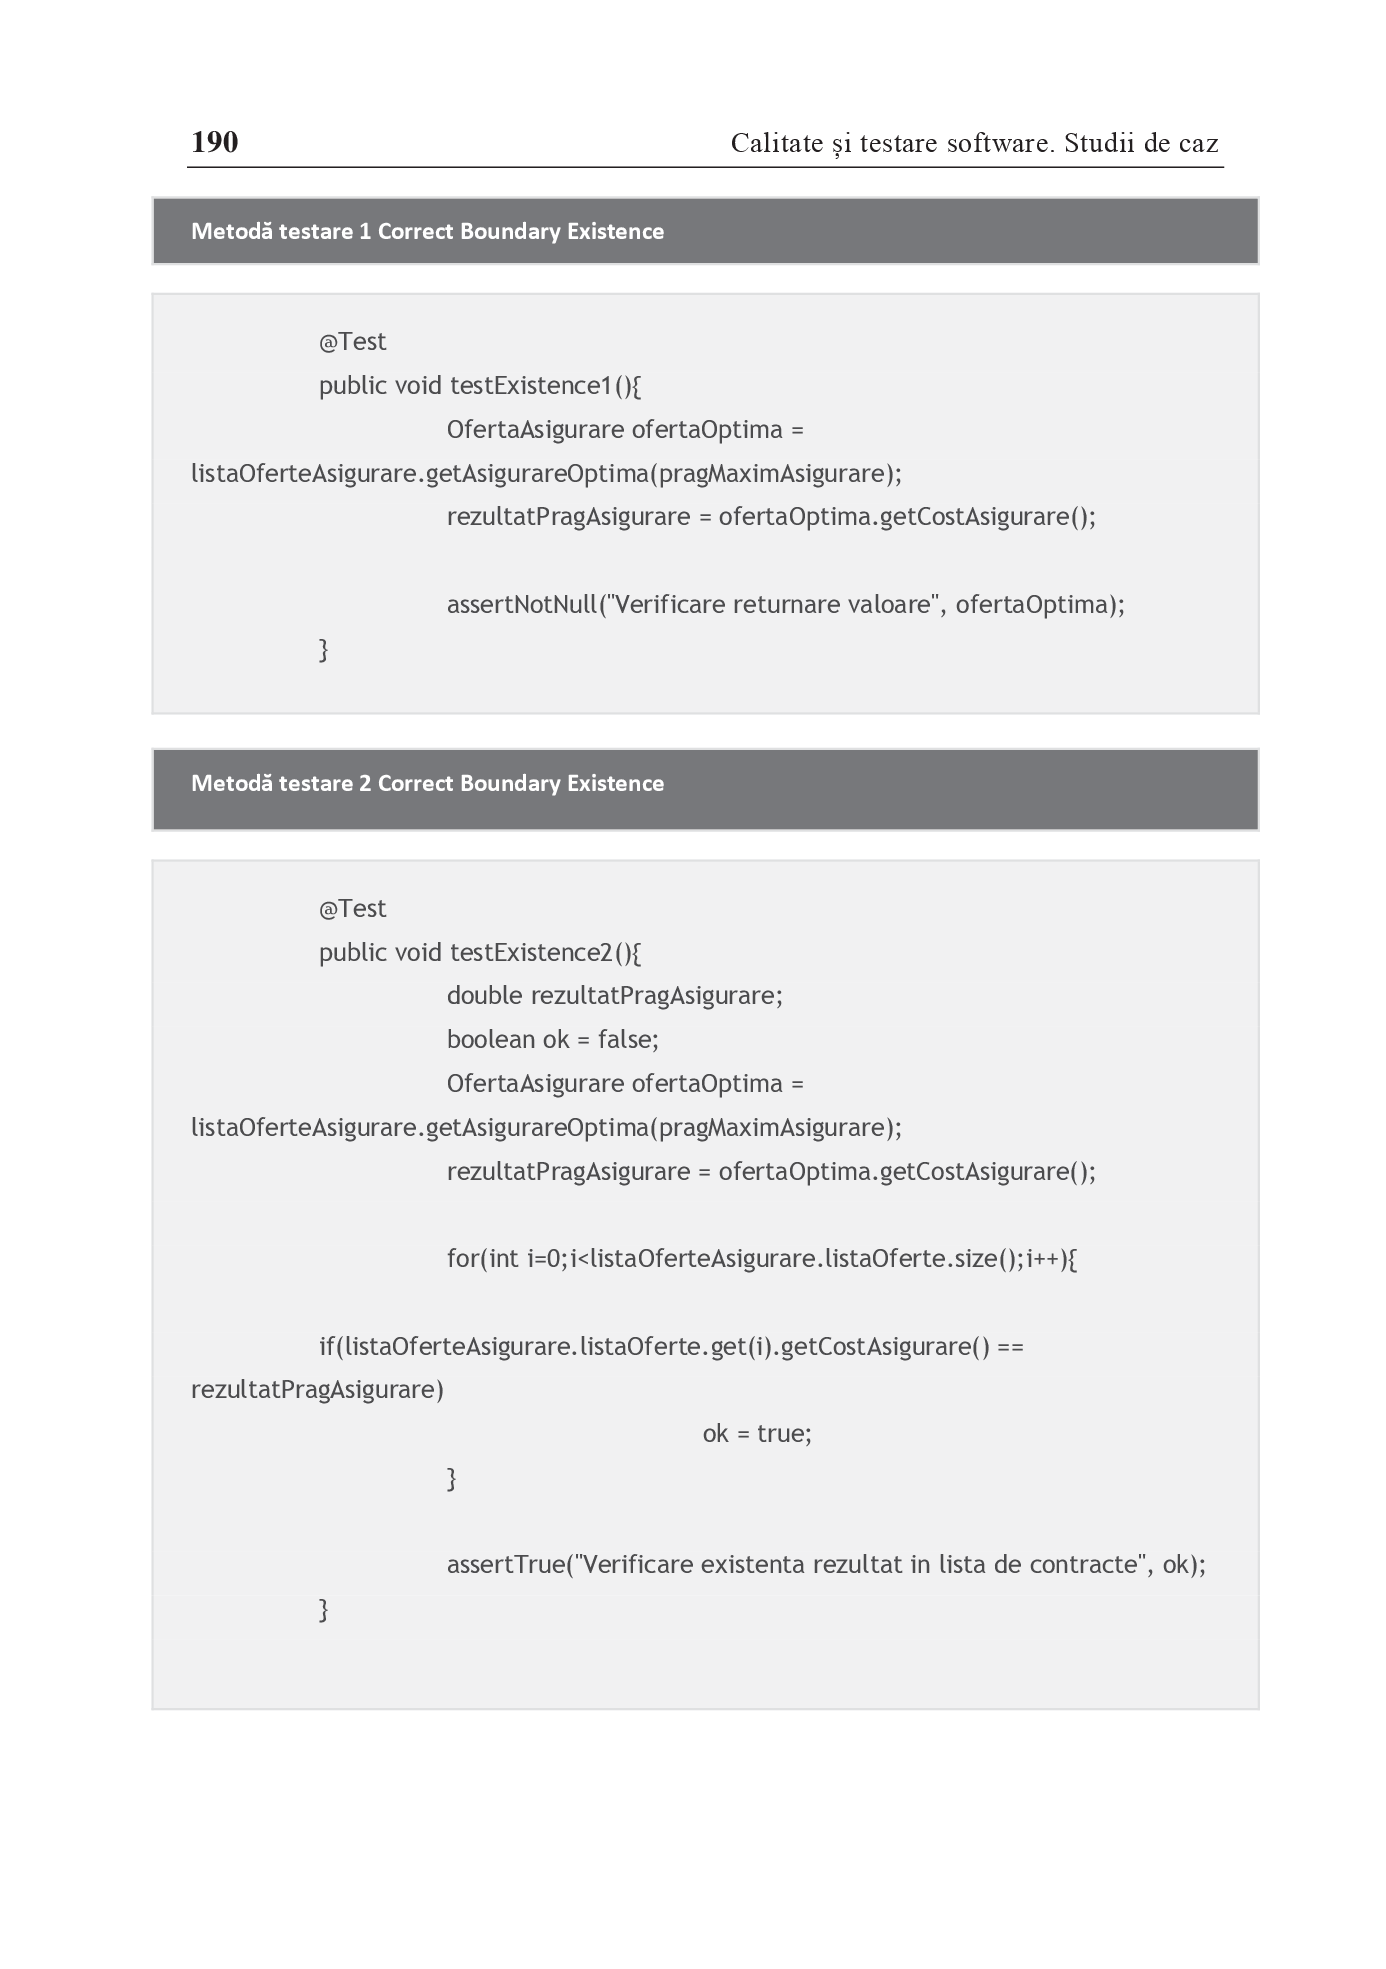 190 Calitate și testare software. Studii de caz
Metodă testare 1 Correct Boundary Existence
@Test
public void testExistence1(){
OfertaAsigurare ofertaOptima =
listaOferteAsigurare.getAsigurareOptima(pragMaximAsigurare);
rezultatPragAsigurare = ofertaOptima.getCostAsigurare();
assertNotNull("Verificare returnare valoare", ofertaOptima);
}
Metodă testare 2 Correct Boundary Existence
@Test
public void testExistence2(){
double rezultatPragAsigurare;
boolean ok = false;
OfertaAsigurare ofertaOptima =
listaOferteAsigurare.getAsigurareOptima(pragMaximAsigurare);
rezultatPragAsigurare = ofertaOptima.getCostAsigurare();
for(int i=0;i<listaOferteAsigurare.listaOferte.size();i++){
if(listaOferteAsigurare.listaOferte.get(i).getCostAsigurare() ==
rezultatPragAsigurare)
ok = true;
}
assertTrue("Verificare existenta rezultat in lista de contracte", ok);
}